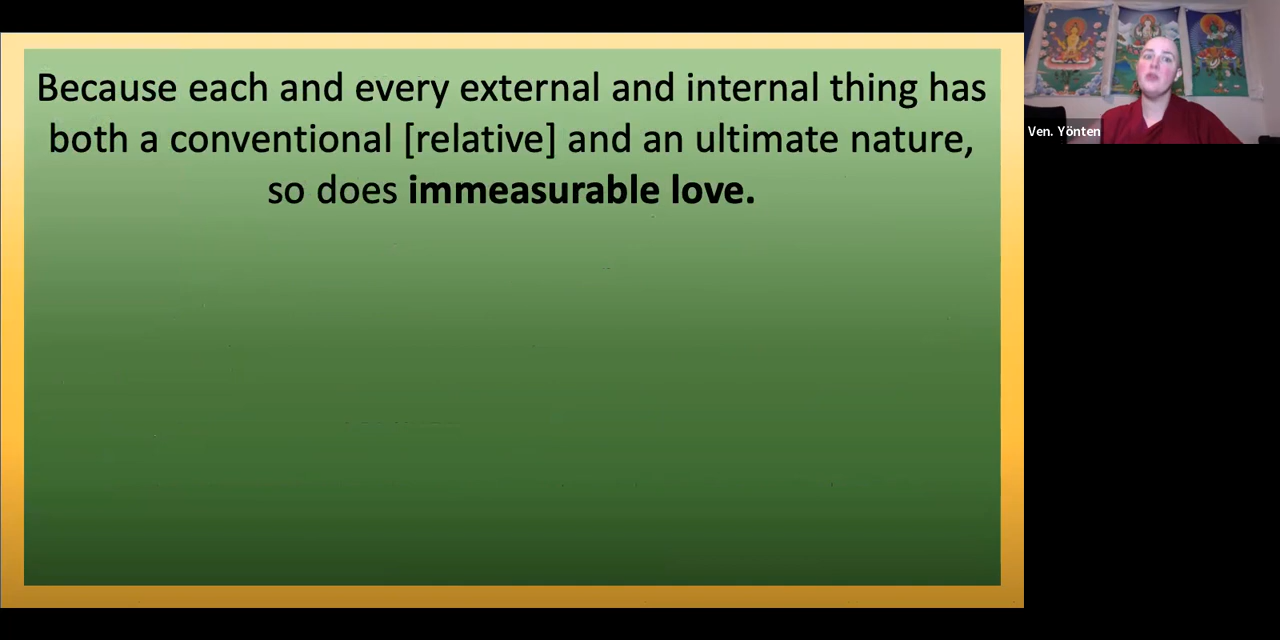 Because each and every external and internal thing has
both a conventional [relative] and an ultimate nature,
so does immeasurable love.
Ven. Yönten